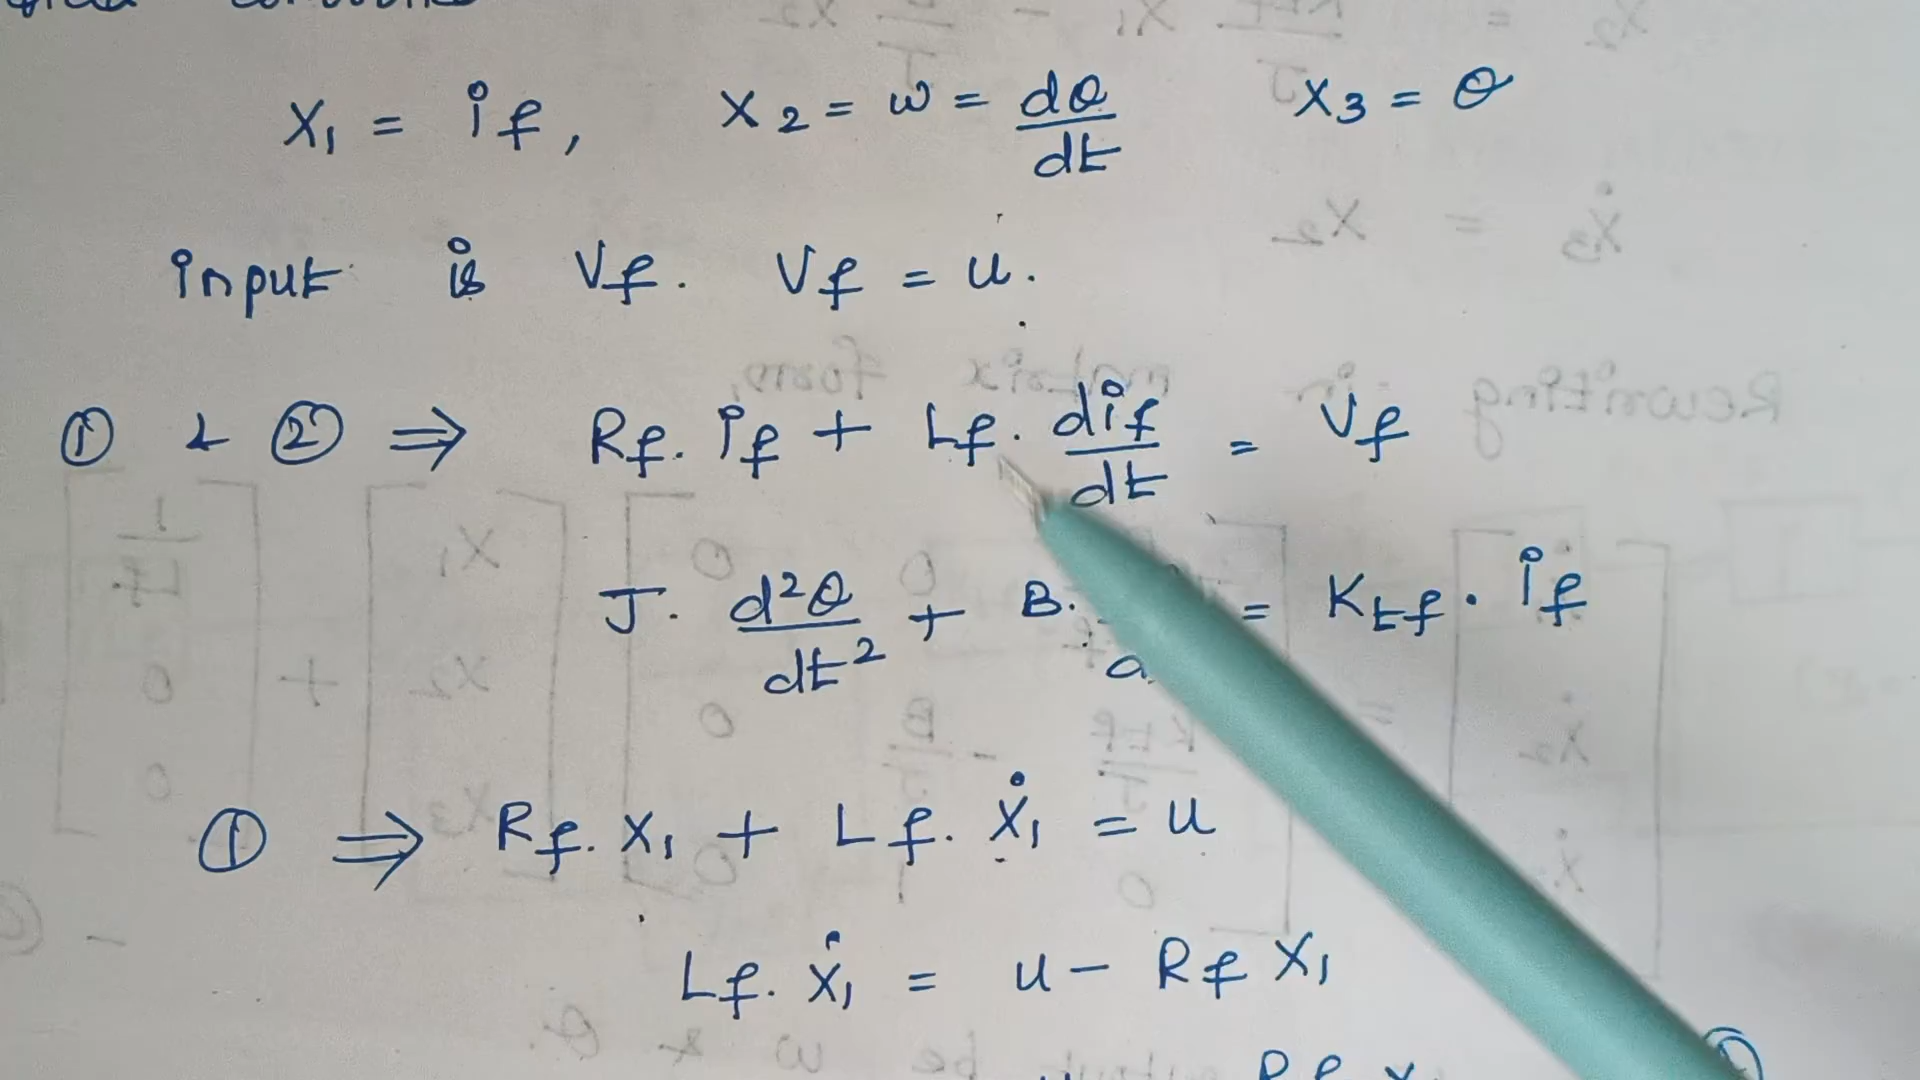 X₁ = if, X₂ = ω = dθ/dt X₃ = θ
input is Vf. Vf = u.
① & ② ⇒ Rf. if + Lf. dif/dt = Vf
J. d²θ/dt² + B. = Ktf. if
① ⇒ Rf. X₁ + Lf. Ẋ₁ = u
Lf. Ẋ₁ = u − Rf X₁